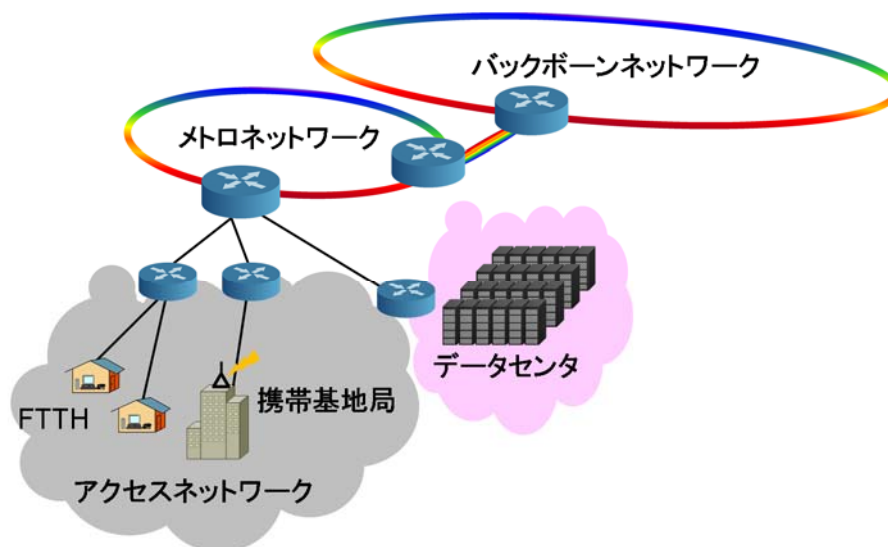 バックボーンネットワーク
メトロネットワーク
データセンタ
携帯基地局
FTTH
アクセスネットワーク